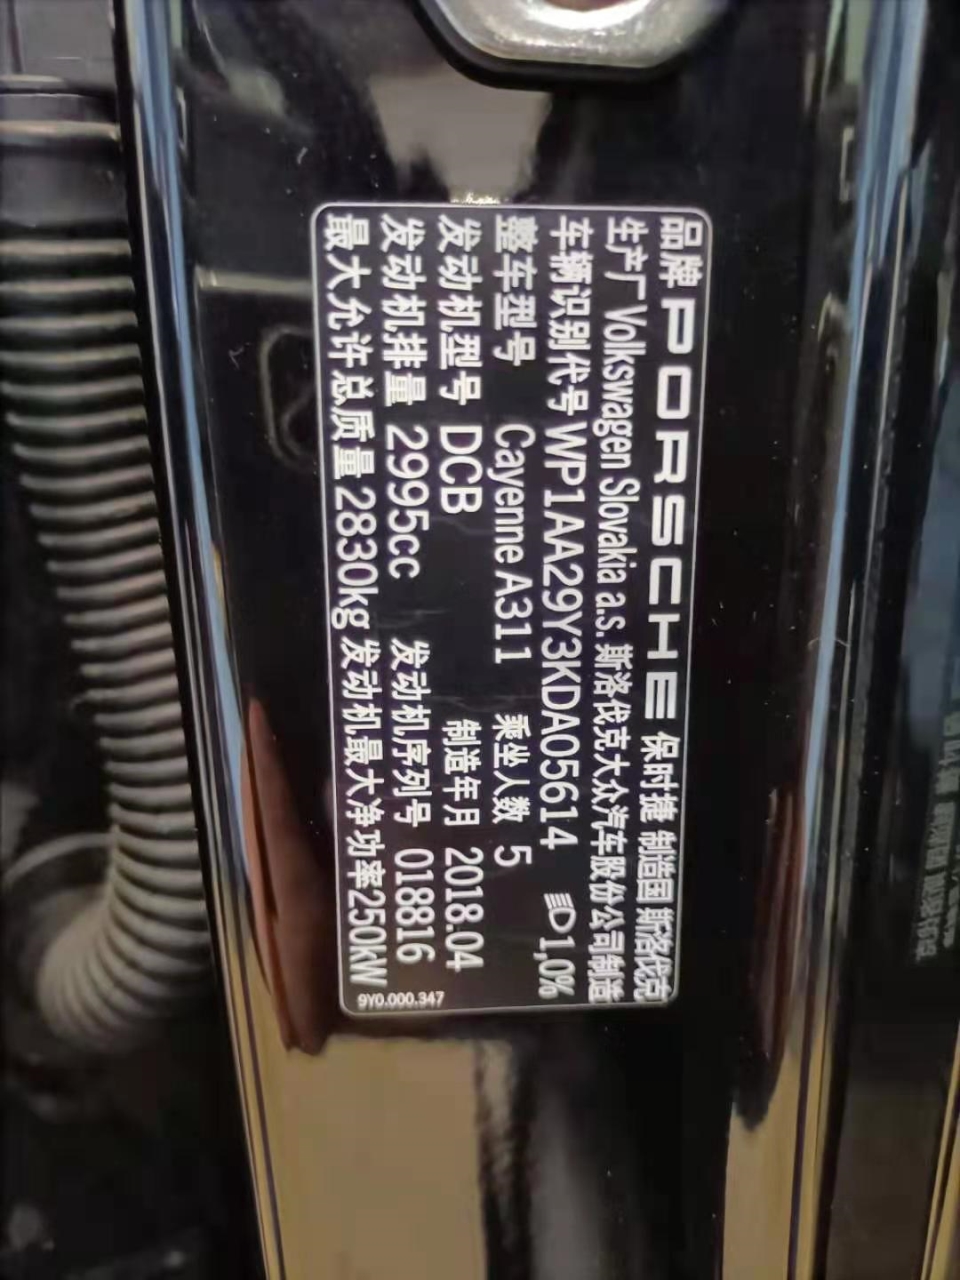 品牌 PORSCHE 保时捷 制造国 斯洛伐克
生产厂 Volkswagen Slovakia a.s. 斯洛伐克大众汽车股份公司制造
车辆识别代号 WP1AA29Y3KDA05614 1,0%
整车型号 Cayenne A311 乘坐人数 5
发动机型号 DCB 制造年月 2018.04
发动机排量 2995cc 发动机序列号 018816
最大允许总质量 2830kg 发动机最大净功率250kW
9Y0.000.347